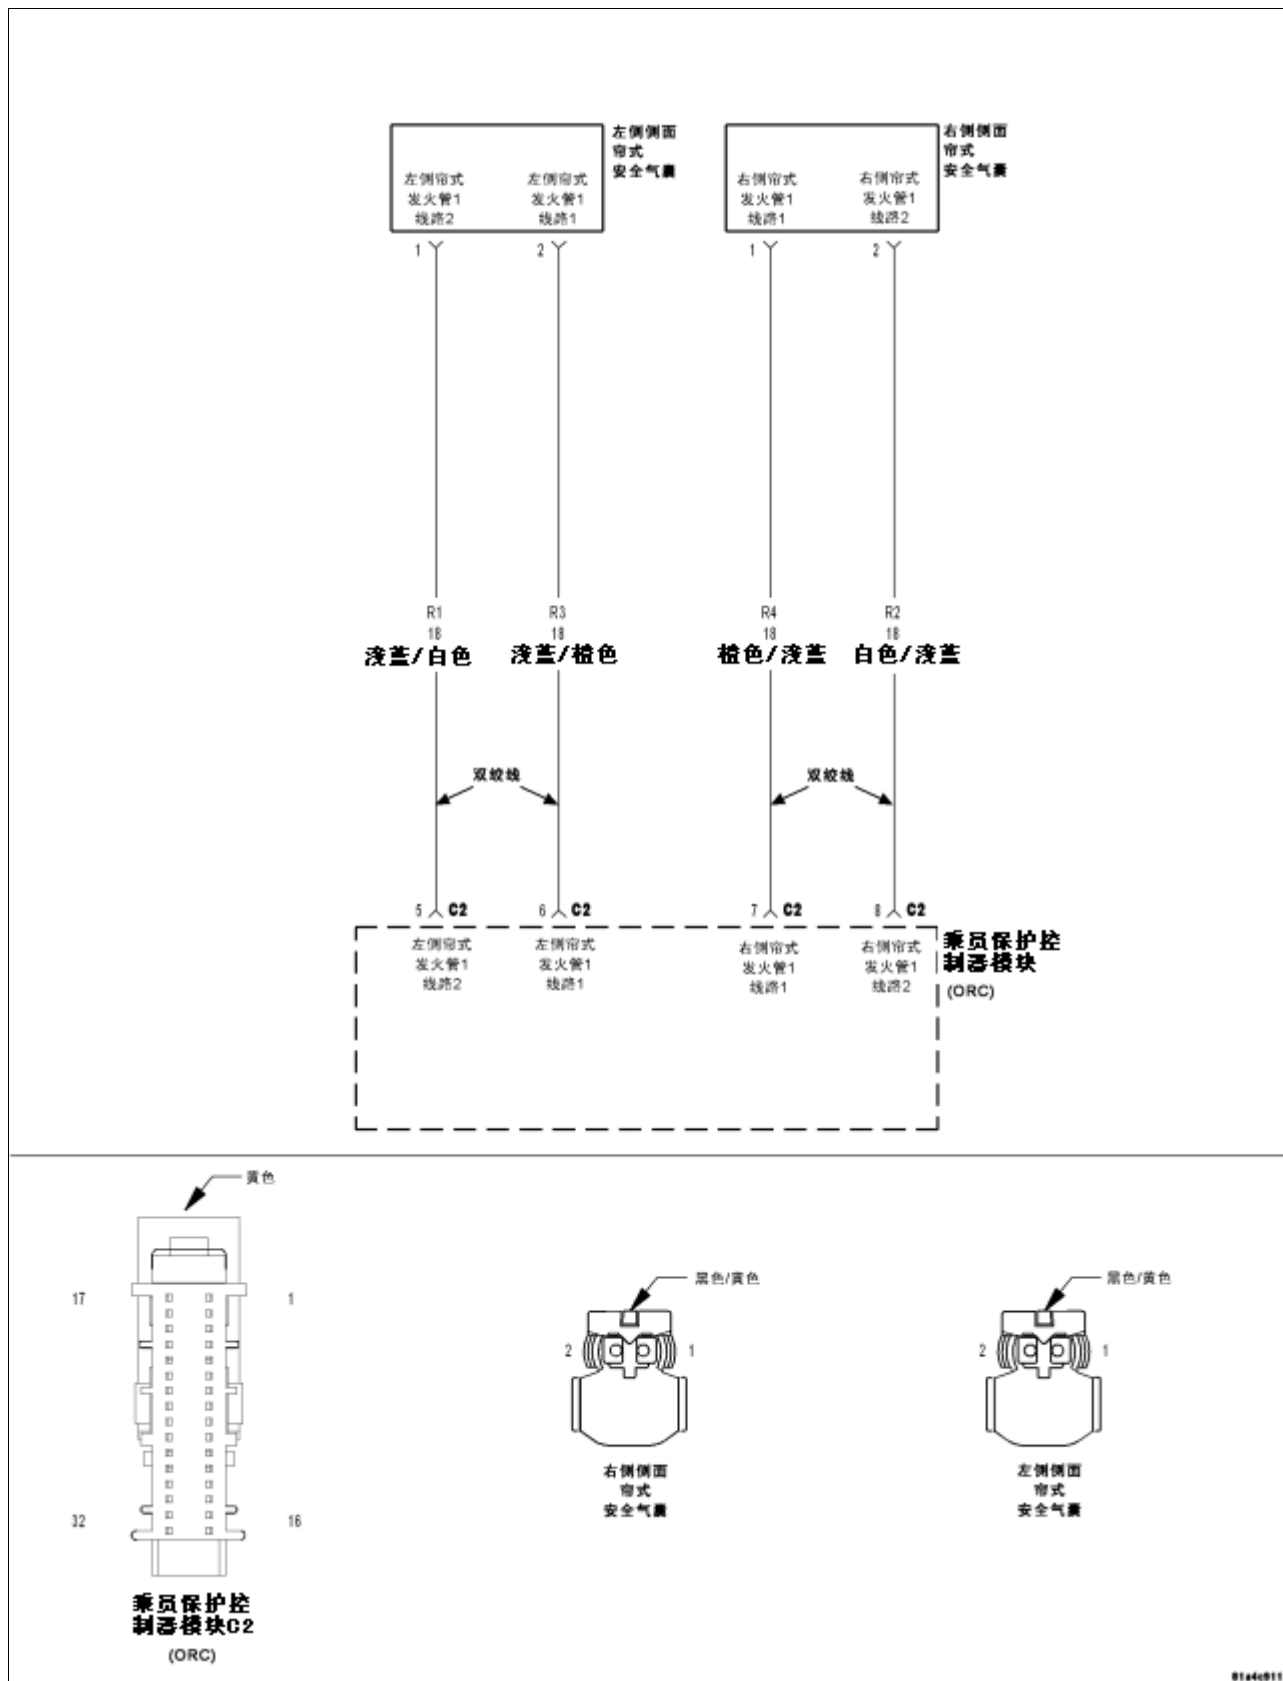 左侧侧面
帘式
安全气囊
右侧侧面
帘式
安全气囊
左侧帘式
发火管1
线路2
左侧帘式
发火管1
线路1
右侧帘式
发火管1
线路1
右侧帘式
发火管1
线路2
1
2
1
2
R1
18
浅蓝/白色
R3
18
浅蓝/橙色
R4
18
橙色/浅蓝
R2
18
白色/浅蓝
双绞线
双绞线
5 C2
6 C2
7 C2
8 C2
左侧帘式
发火管1
线路2
左侧帘式
发火管1
线路1
右侧帘式
发火管1
线路1
右侧帘式
发火管1
线路2
乘员保护控
制器模块
(ORC)
黄色
17
1
32
16
乘员保护控
制器模块C2
(ORC)
黑色/黄色
2
1
右侧侧面
帘式
安全气囊
黑色/黄色
2
1
左侧侧面
帘式
安全气囊
81a4c911